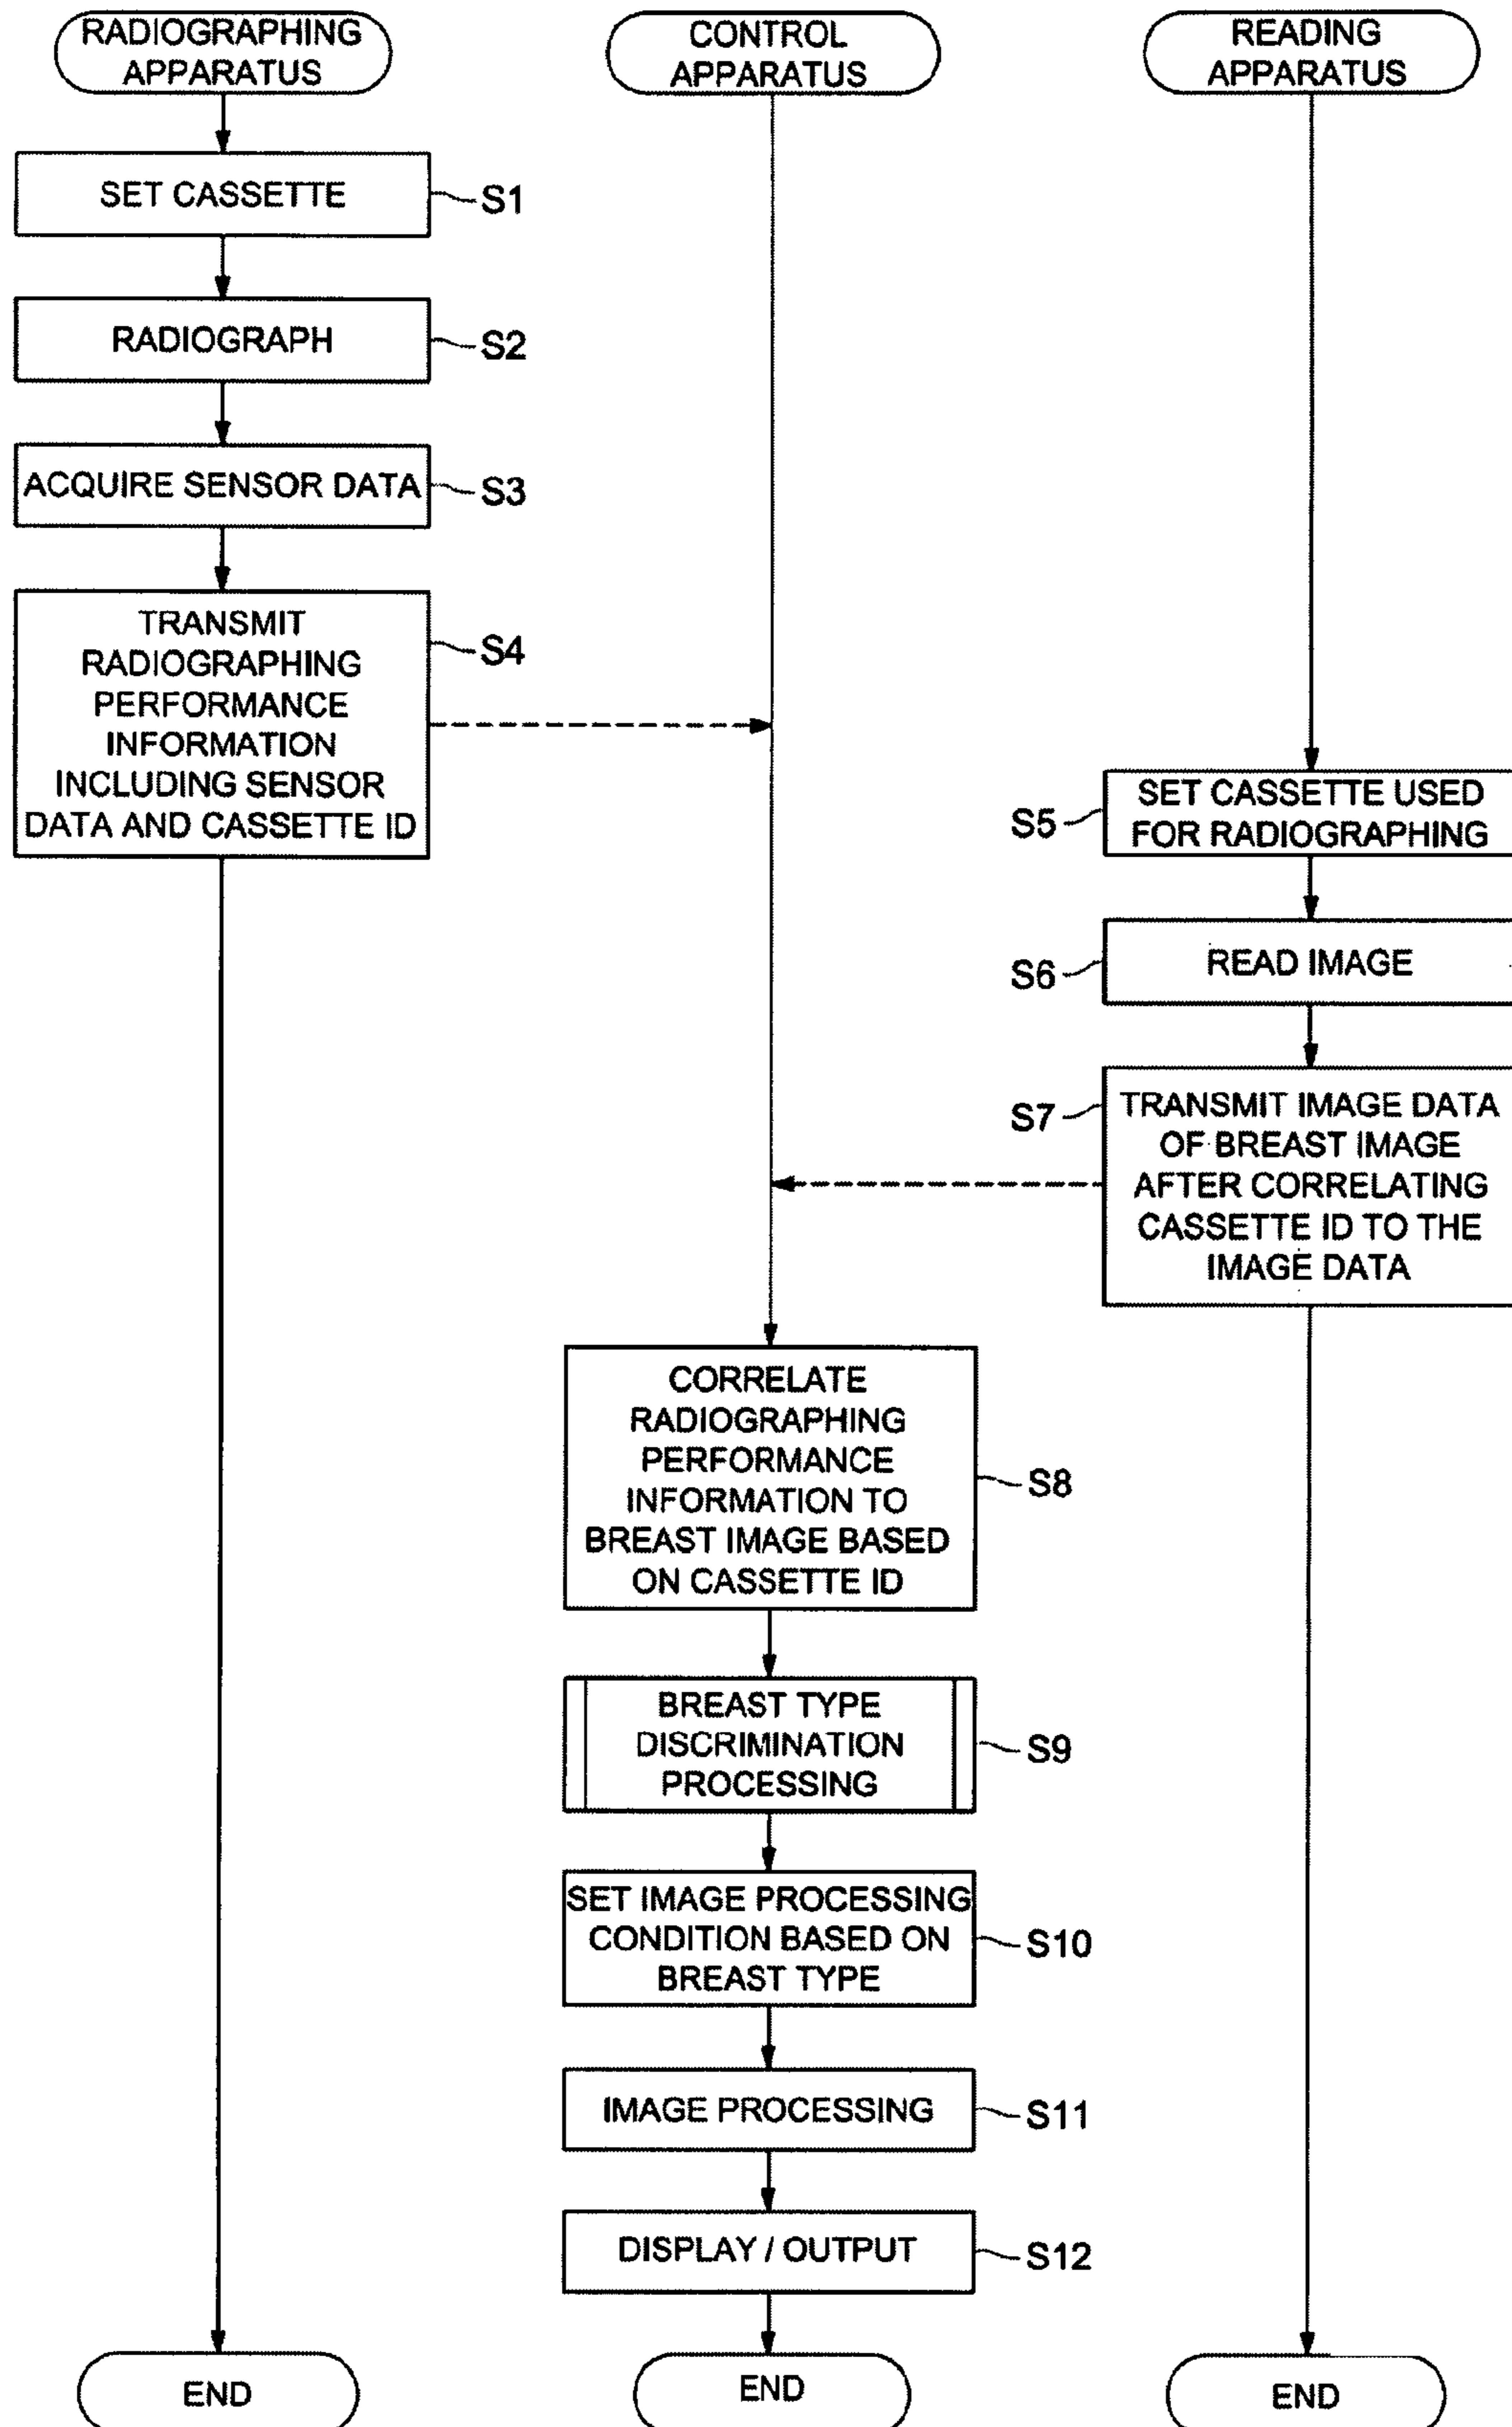 RADIOGRAPHING
APPARATUS
CONTROL
APPARATUS
READING
APPARATUS
SET CASSETTE
S1
RADIOGRAPH
S2
ACQUIRE SENSOR DATA
S3
TRANSMIT
RADIOGRAPHING
PERFORMANCE
INFORMATION
INCLUDING SENSOR
DATA AND CASSETTE ID
S4
S5
SET CASSETTE USED
FOR RADIOGRAPHING
S6
READ IMAGE
S7
TRANSMIT IMAGE DATA
OF BREAST IMAGE
AFTER CORRELATING
CASSETTE ID TO THE
IMAGE DATA
CORRELATE
RADIOGRAPHING
PERFORMANCE
INFORMATION TO
BREAST IMAGE BASED
ON CASSETTE ID
S8
BREAST TYPE
DISCRIMINATION
PROCESSING
S9
SET IMAGE PROCESSING
CONDITION BASED ON
BREAST TYPE
S10
IMAGE PROCESSING
S11
DISPLAY / OUTPUT
S12
END
END
END